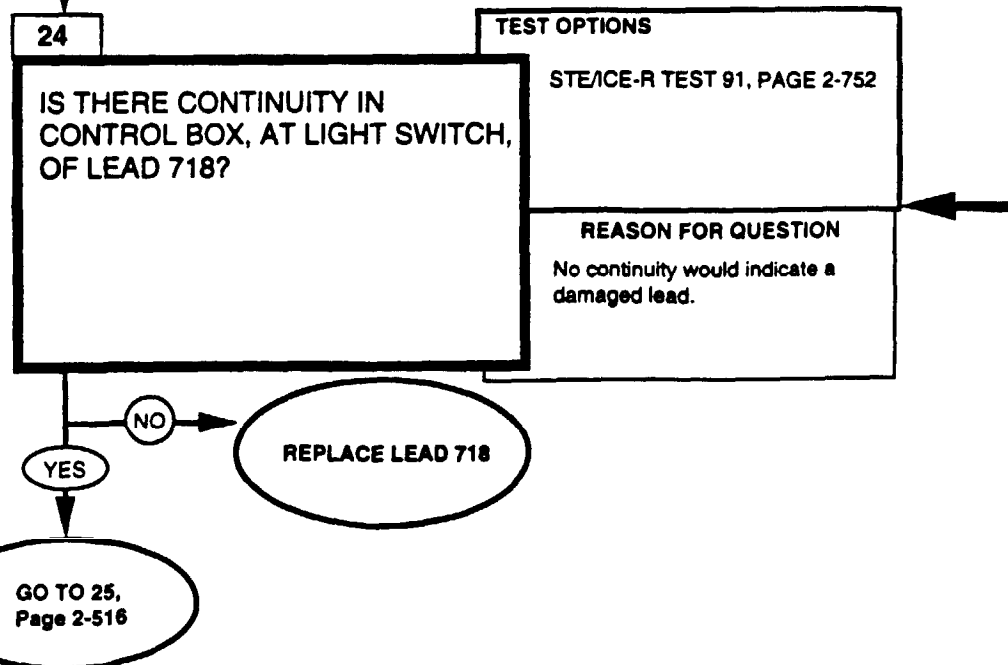 24
IS THERE CONTINUITY IN
CONTROL BOX, AT LIGHT SWITCH,
OF LEAD 718?
TEST OPTIONS
STE/ICE-R TEST 91, PAGE 2-752
REASON FOR QUESTION
No continuity would indicate a
damaged lead.
NO
REPLACE LEAD 718
YES
GO TO 25,
Page 2-516